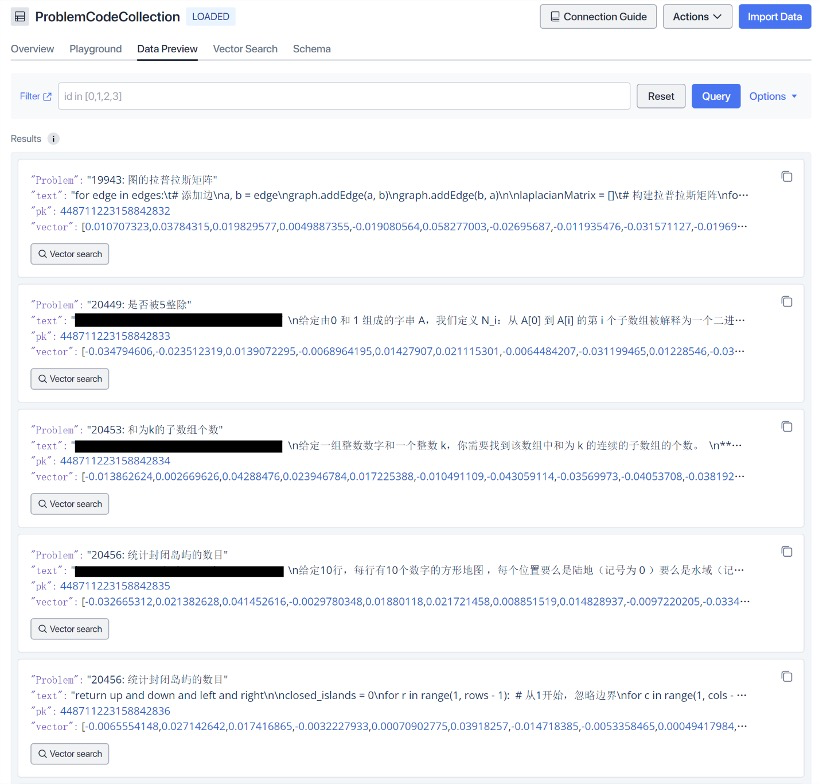 ProblemCodeCollection LOADED Connection Guide Actions Import Data
Overview Playground Data Preview Vector Search Schema
Filter id in [0,1,2,3] Reset Query Options
Results i
"Problem": "19943: 图的拉普拉斯矩阵"
"text": "for edge in edges:\t# 添加边\na, b = edge\ngraph.addEdge(a, b)\ngraph.addEdge(b, a)\n\nlaplacianMatrix = []\t# 构建拉普拉斯矩阵\nfo···
"pk": 448711223158842832
"vector": [0.010707323,0.03784315,0.019829577,0.0049887355,-0.019080564,0.058277003,-0.02695687,-0.011935476,-0.031571127,-0.01969···
Vector search
"Problem": "20449: 是否被5整除"
"text": " \n给定由0 和 1 组成的字串 A，我们定义 N_i：从 A[0] 到 A[i] 的第 i 个子数组被解释为一个二进···
"pk": 448711223158842833
"vector": [-0.034794606,-0.023512319,0.0139072295,-0.0068964195,0.01427907,0.021115301,-0.0064484207,-0.031199465,0.01228546,-0.03···
Vector search
"Problem": "20453: 和为k的子数组个数"
"text": " \n给定一组整数数字和一个整数 k，你需要找到该数组中和为 k 的连续的子数组的个数。 \n**···
"pk": 448711223158842834
"vector": [-0.013862624,0.002669626,0.04288476,0.023946784,0.017225388,-0.010491109,-0.043059114,-0.03569973,-0.04053708,-0.038192···
Vector search
"Problem": "20456: 统计封闭岛屿的数目"
"text": " \n给定10行，每行有10个数字的方形地图 ，每个位置要么是陆地（记号为 0 ）要么是水域（记···
"pk": 448711223158842835
"vector": [-0.032665312,0.021382628,0.041452616,-0.0029780348,0.01880118,0.021721458,0.008851519,0.014828937,-0.0097220205,-0.0334···
Vector search
"Problem": "20456: 统计封闭岛屿的数目"
"text": "return up and down and left and right\n\nclosed_islands = 0\nfor r in range(1, rows - 1):  # 从1开始，忽略边界\nfor c in range(1, cols - ···
"pk": 448711223158842836
"vector": [-0.0065554148,0.027142642,0.017416865,-0.0032227933,0.00070902775,0.03918257,-0.014718385,-0.0053358465,0.00049417984,···
Vector search